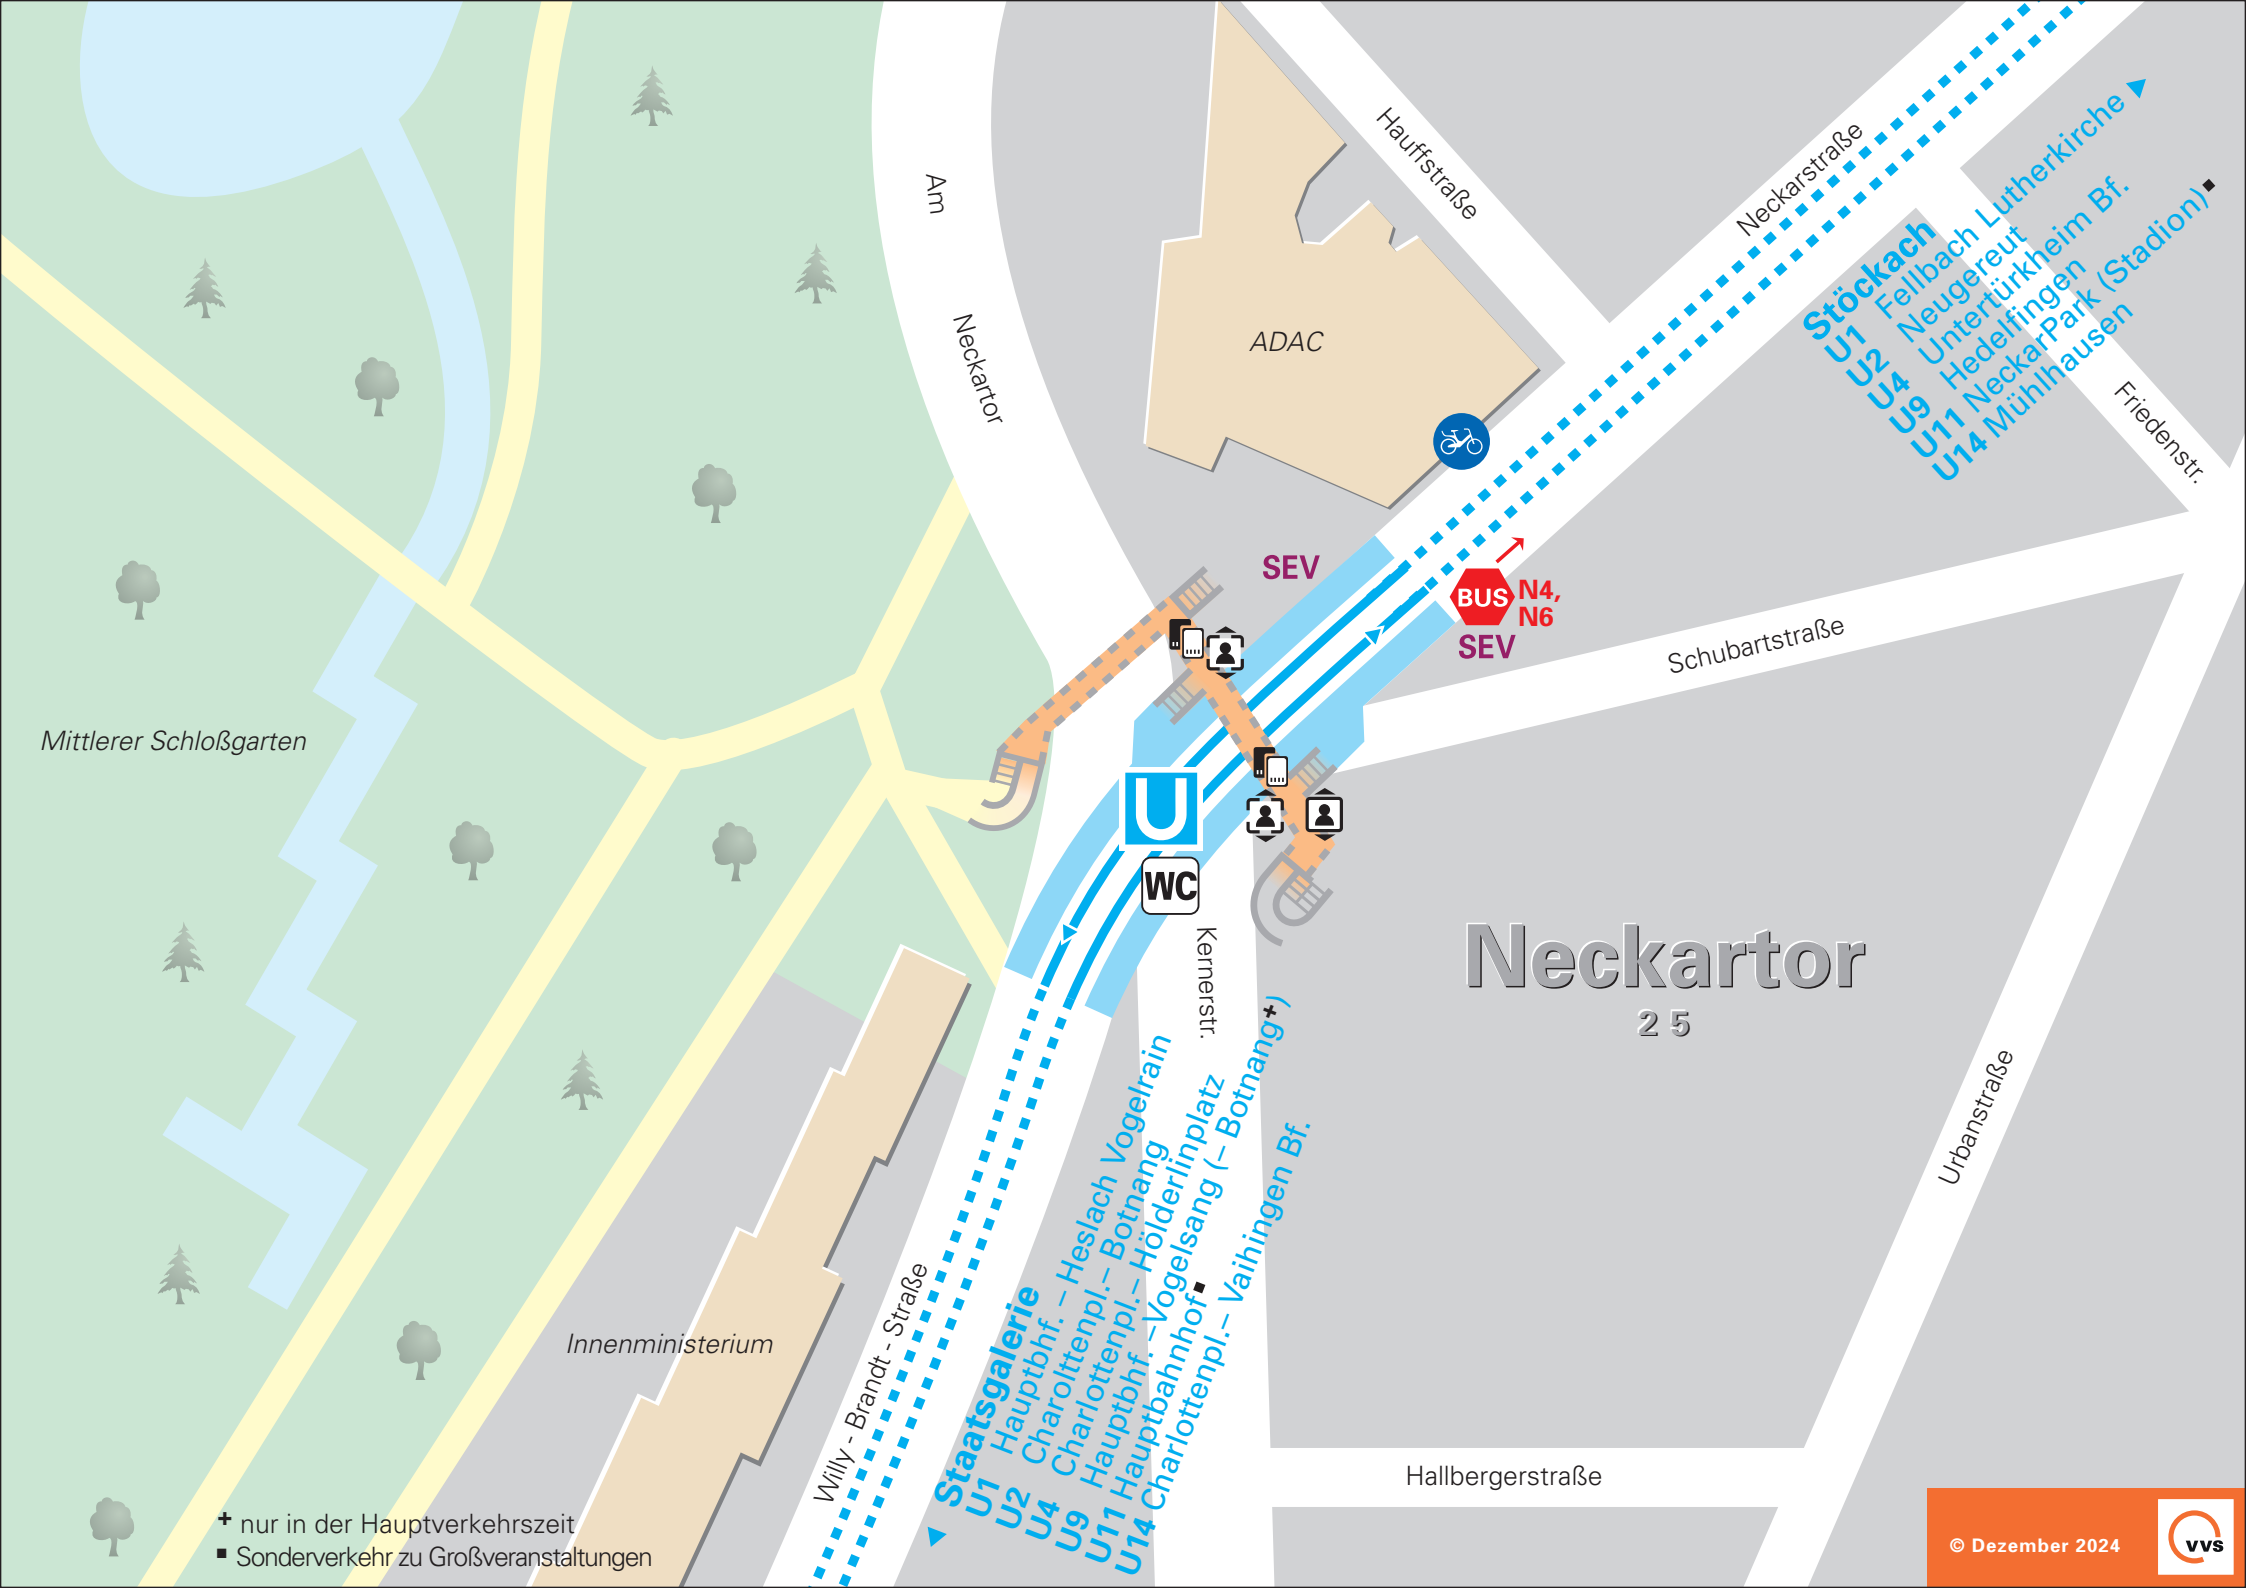 Am
Neckartor
Hauffstraße
Neckarstraße
ADAC
Stöckach
U1 Fellbach Lutherkirche
U2 Neugereut
U4 Untertürkheim Bf.
U9 Hedelfingen
U11 NeckarPark (Stadion)■
U14 Mühlhausen
Friedenstr.
SEV
BUS
N4,
N6
SEV
Schubartstraße
Mittlerer Schloßgarten
U
WC
Kernerstr.
Neckartor
25
Urbanstraße
Staatsgalerie
U1 Hauptbhf. – Heslach Vogelrain
U2 Charolttenpl.– Botnang
U4 Charlottenpl.– Hölderlinplatz
U9 Hauptbhf. –Vogelsang (– Botnang+)
U11 Hauptbahnhof■
U14 Charlottenpl.– Vaihingen Bf.
Innenministerium
Willy - Brandt - Straße
Hallbergerstraße
+ nur in der Hauptverkehrszeit
■ Sonderverkehr zu Großveranstaltungen
© Dezember 2024
vvs